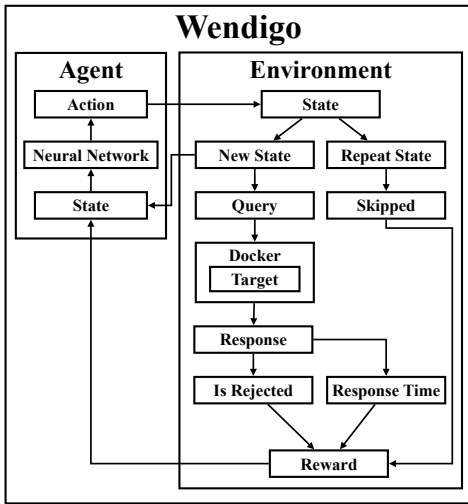 Wendigo
Agent
Action
Neural Network
State
Environment
State
New State
Repeat State
Query
Skipped
Docker
Target
Response
Is Rejected
Response Time
Reward